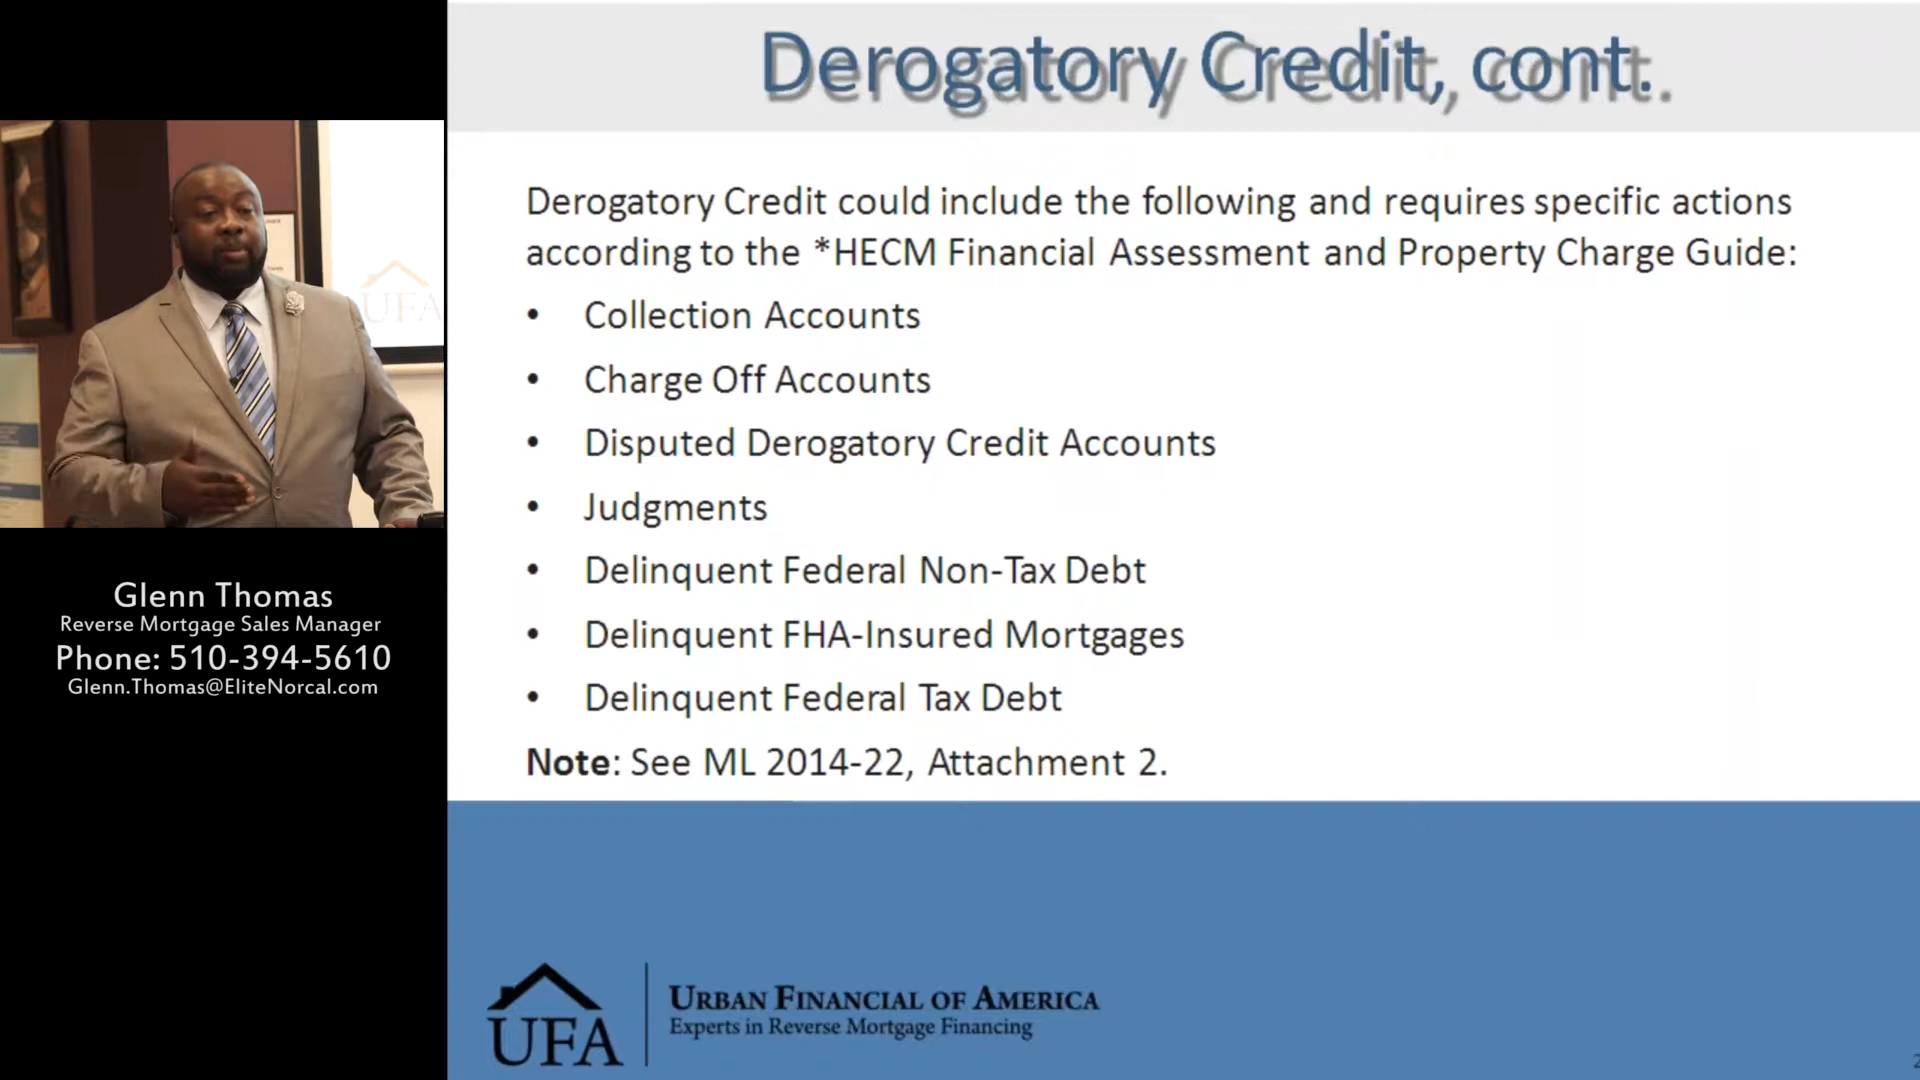 Derogatory Credit, cont.
Derogatory Credit could include the following and requires specific actions
according to the *HECM Financial Assessment and Property Charge Guide:
• Collection Accounts
• Charge Off Accounts
• Disputed Derogatory Credit Accounts
• Judgments
• Delinquent Federal Non-Tax Debt
• Delinquent FHA-Insured Mortgages
• Delinquent Federal Tax Debt
Note: See ML 2014-22, Attachment 2.
UFA
Glenn Thomas
Reverse Mortgage Sales Manager
Phone: 510-394-5610
Glenn.Thomas@EliteNorcal.com
UFA
URBAN FINANCIAL OF AMERICA
Experts in Reverse Mortgage Financing